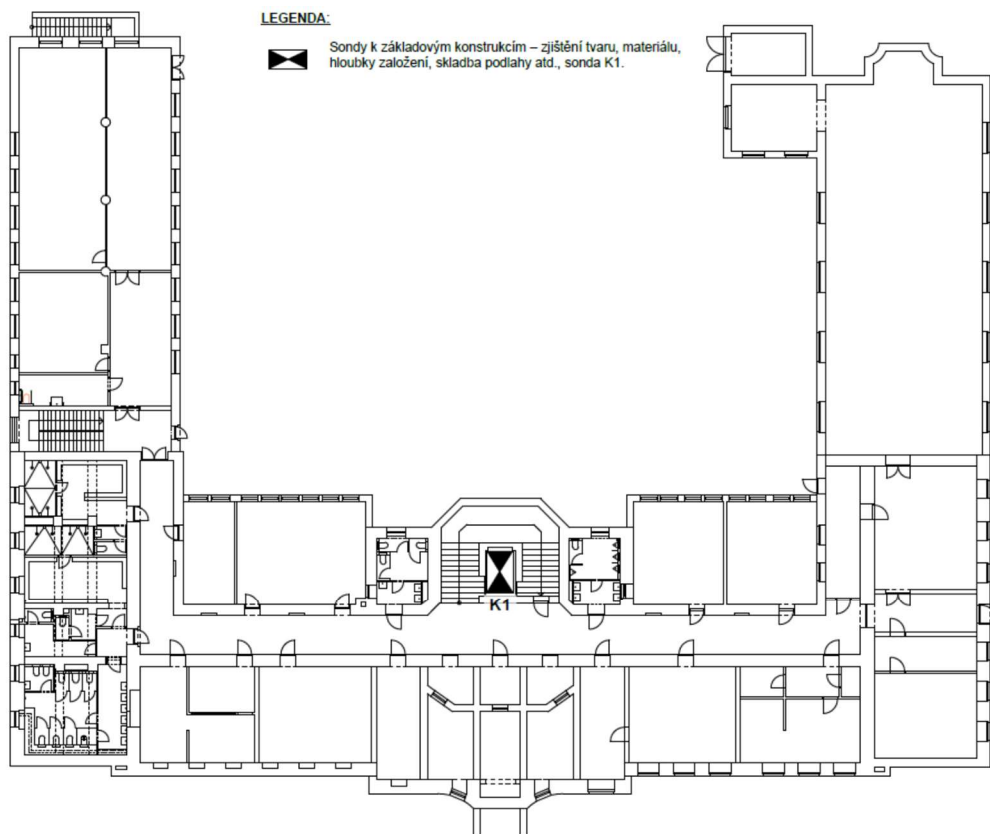 LEGENDA:
Sondy k základovým konstrukcím – zjištění tvaru, materiálu,
hloubky založení, skladba podlahy atd., sonda K1.
K1